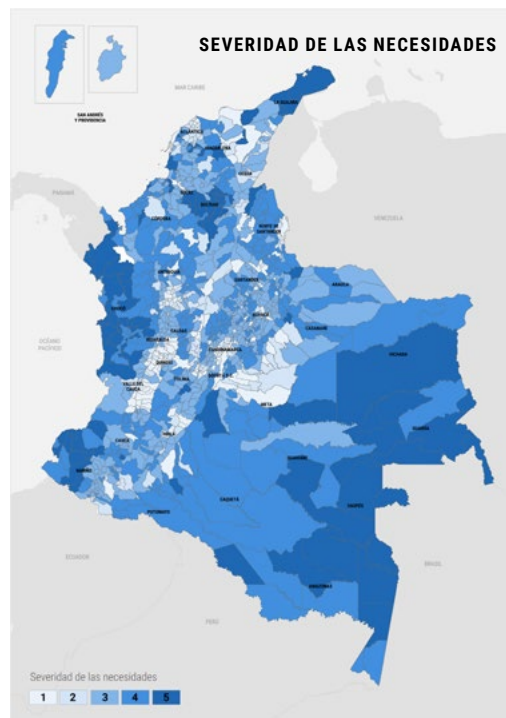 SEVERIDAD DE LAS NECESIDADES
SAN ANDRÉS
Y PROVIDENCIA
MAR CARIBE
LA GUAJIRA
ATLÁNTICO
MAGDALENA
CESAR
PANAMÁ
SUCRE
BOLÍVAR
CÓRDOBA
NORTE DE
SANTANDER
VENEZUELA
ANTIOQUIA
SANTANDER
ARAUCA
CHOCÓ
BOYACÁ
CASANARE
OCÉANO
PACÍFICO
CALDAS
RISARALDA
CUNDINAMARCA
VICHADA
QUINDÍO
BOGOTÁ D.C.
VALLE DEL
CAUCA
TOLIMA
META
GUAINÍA
CAUCA
HUILA
GUAVIARE
NARIÑO
CAQUETÁ
VAUPÉS
PUTUMAYO
ECUADOR
BRASIL
AMAZONAS
PERÚ
Severidad de las necesidades
1 2 3 4 5